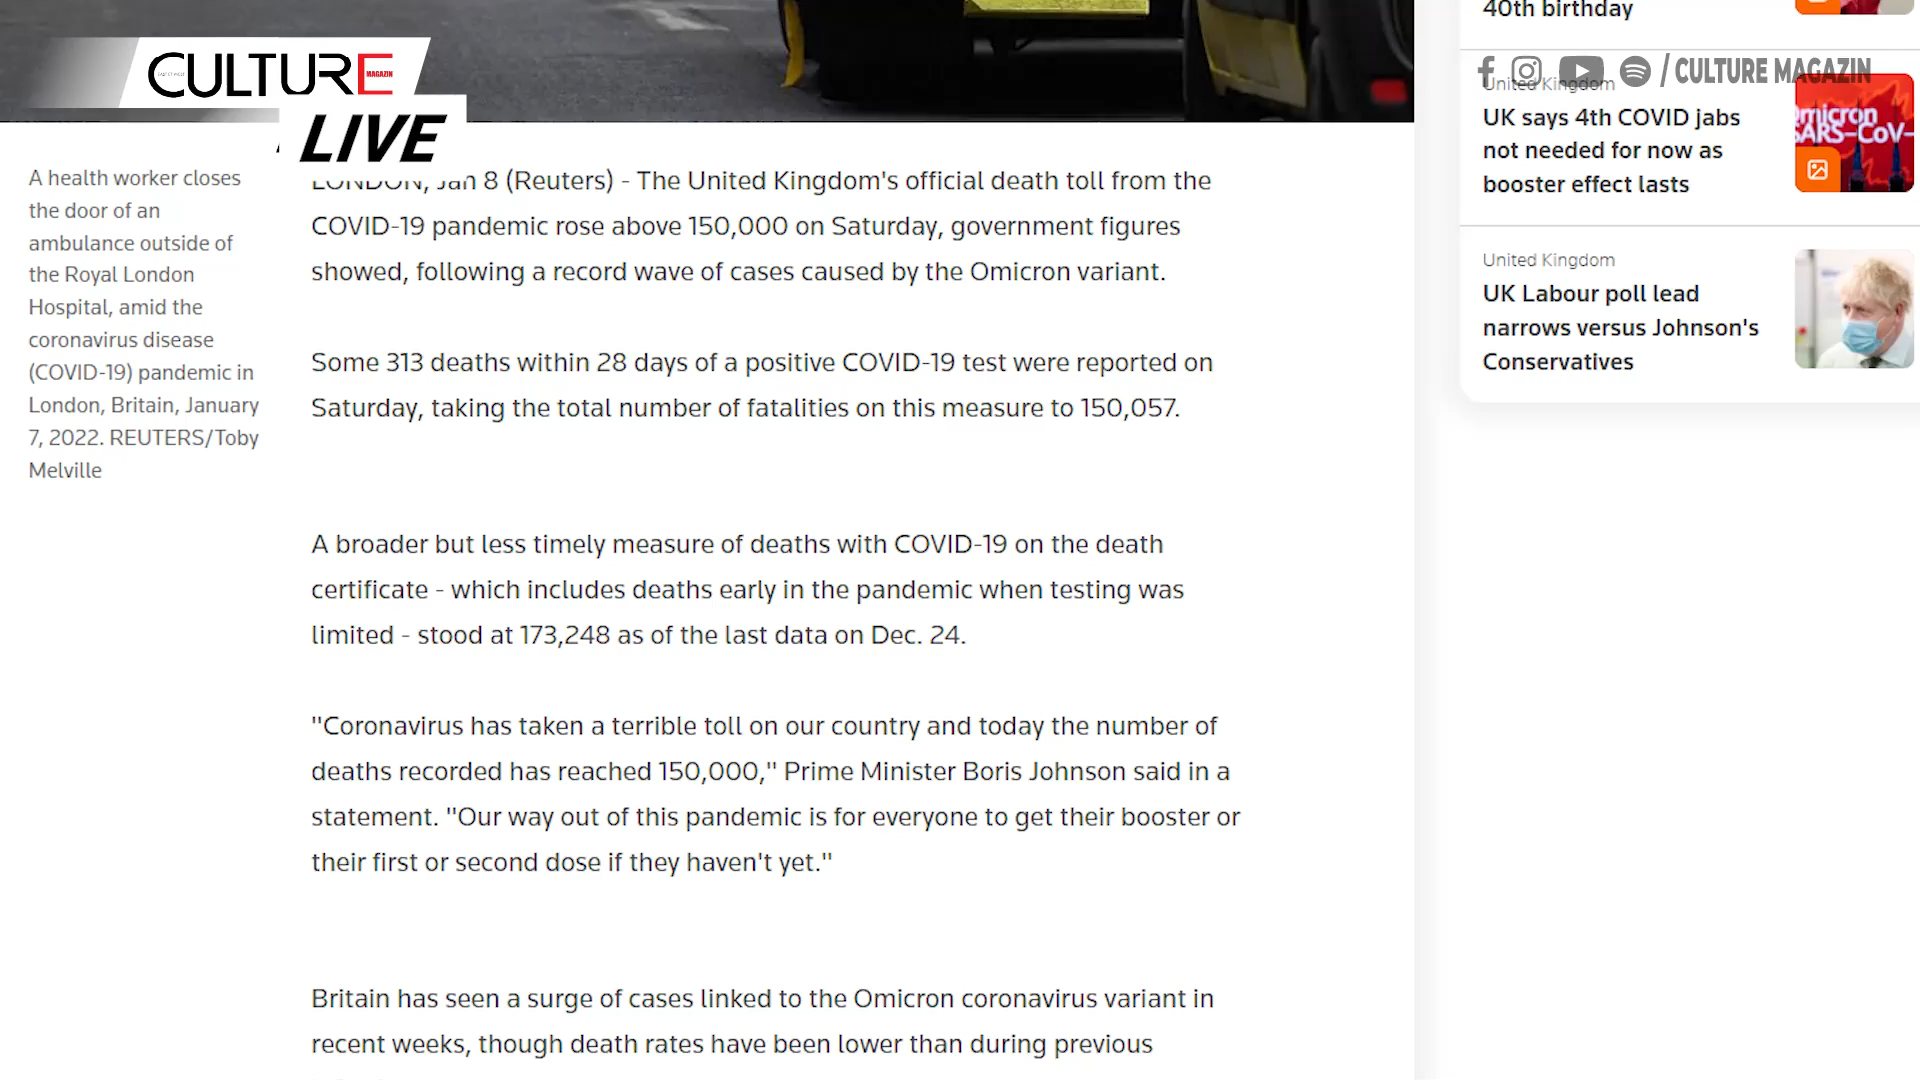 CULTURE
MAGAZIN
LIVE
/ CULTURE MAGAZIN
A health worker closes
the door of an
ambulance outside of
the Royal London
Hospital, amid the
coronavirus disease
(COVID-19) pandemic in
London, Britain, January
7, 2022. REUTERS/Toby
Melville
LONDON, Jan 8 (Reuters) - The United Kingdom's official death toll from the
COVID-19 pandemic rose above 150,000 on Saturday, government figures
showed, following a record wave of cases caused by the Omicron variant.
Some 313 deaths within 28 days of a positive COVID-19 test were reported on
Saturday, taking the total number of fatalities on this measure to 150,057.
A broader but less timely measure of deaths with COVID-19 on the death
certificate - which includes deaths early in the pandemic when testing was
limited - stood at 173,248 as of the last data on Dec. 24.
"Coronavirus has taken a terrible toll on our country and today the number of
deaths recorded has reached 150,000," Prime Minister Boris Johnson said in a
statement. "Our way out of this pandemic is for everyone to get their booster or
their first or second dose if they haven't yet."
Britain has seen a surge of cases linked to the Omicron coronavirus variant in
recent weeks, though death rates have been lower than during previous
40th birthday
United Kingdom
UK says 4th COVID jabs
not needed for now as
booster effect lasts
Omicron
SARS-CoV-
United Kingdom
UK Labour poll lead
narrows versus Johnson's
Conservatives